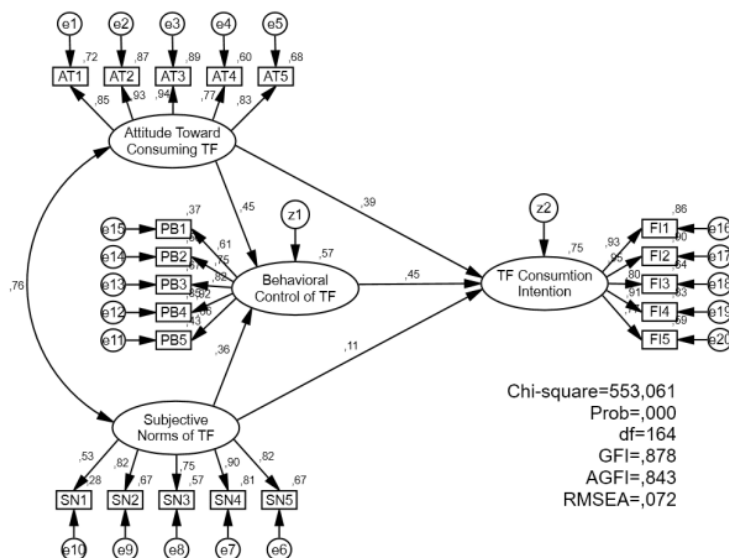 e1 e2 e3 e4 e5
,72 ,87 ,89 ,60 ,68
AT1 AT2 AT3 AT4 AT5
,85 ,93 ,94 ,77 ,83
Attitude Toward
Consuming TF
,76
,45
,39
e15 PB1 ,37
e14 PB2
e13 PB3
e12 PB4
e11 PB5 ,43
,61
,75
,82
,92
z1
,57
Behavioral
Control of TF
,45
z2
,75
TF Consumtion
Intention
,93
,95
,80
,91
,86
FI1 e16
,90
FI2 e17
,64
FI3 e18
,83
FI4 e19
FI5 e20
,36
,11
Subjective
Norms of TF
,53 ,82 ,75 ,90 ,82
,28 ,67 ,57 ,81 ,67
SN1 SN2 SN3 SN4 SN5
e10 e9 e8 e7 e6
Chi-square=553,061
Prob=,000
df=164
GFI=,878
AGFI=,843
RMSEA=,072